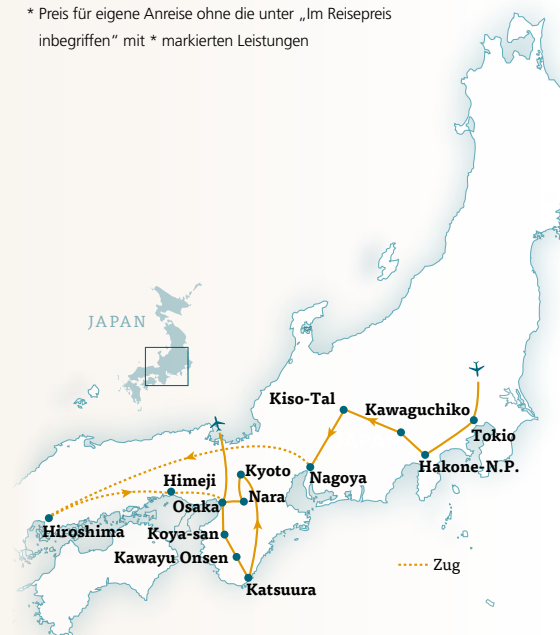 * Preis für eigene Anreise ohne die unter „Im Reisepreis
inbegriffen“ mit * markierten Leistungen
JAPAN
Kiso-Tal
Kawaguchiko
Tokio
Hakone-N.P.
Nagoya
Kyoto
Himeji
Nara
Osaka
Hiroshima
Koya-san
Kawayu Onsen
Katsuura
Zug